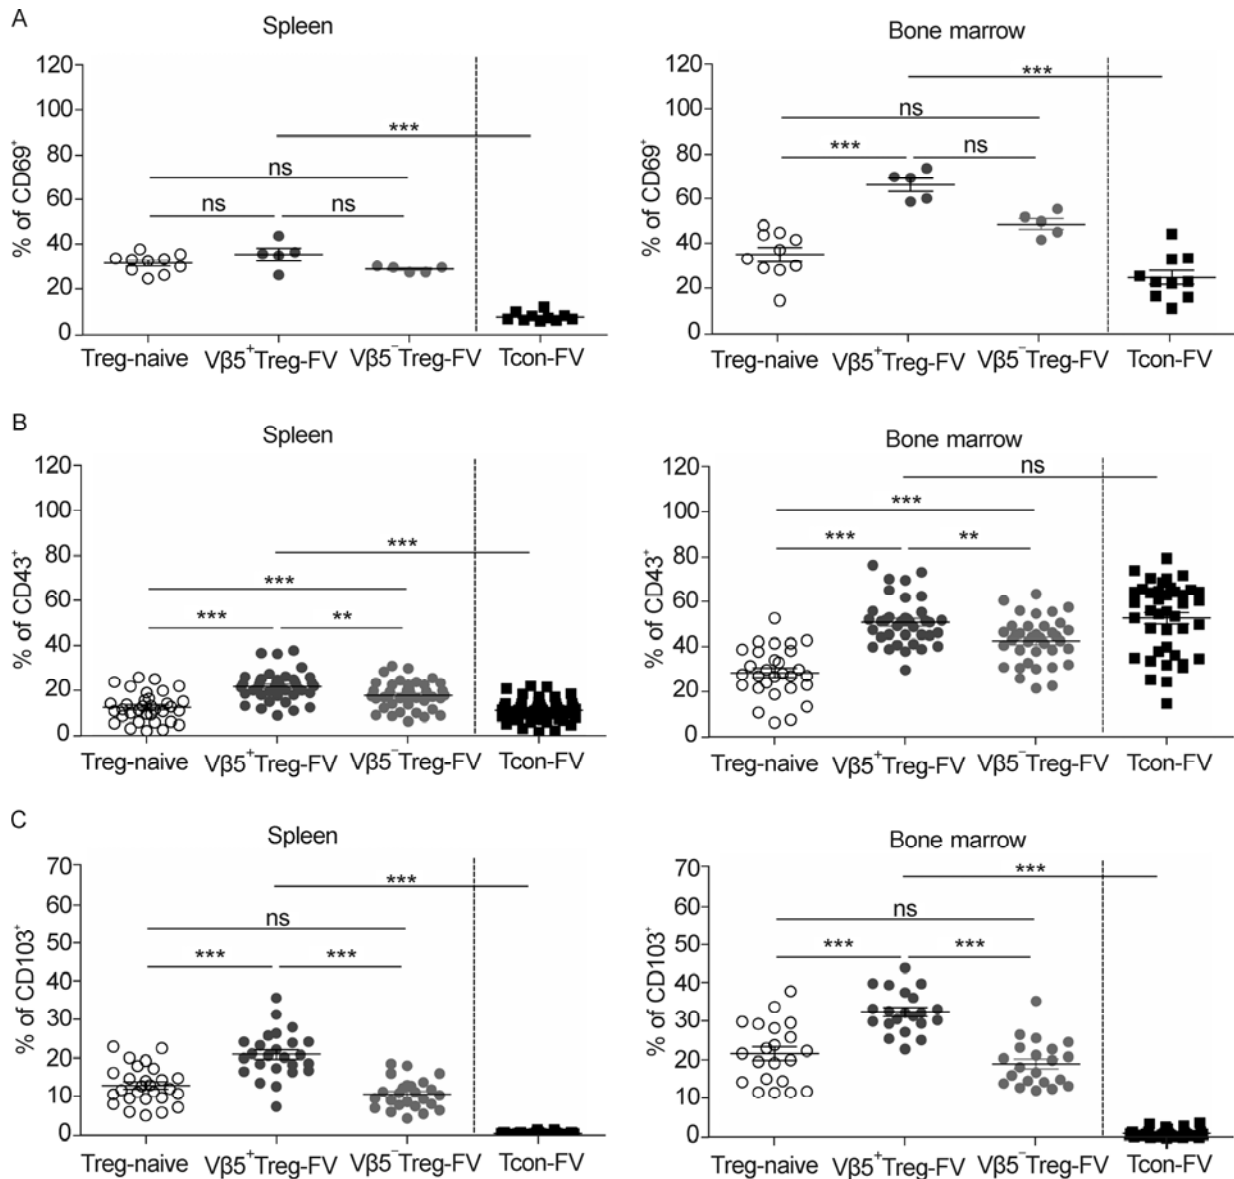 A
Spleen
% of CD69⁺
120
100
80
60
40
20
0
***
ns
ns
ns
Treg-naive Vβ5⁺Treg-FV Vβ5⁻Treg-FV Tcon-FV
Bone marrow
% of CD69⁺
120
100
80
60
40
20
0
***
ns
***
ns
Treg-naive Vβ5⁺Treg-FV Vβ5⁻Treg-FV Tcon-FV
B
Spleen
% of CD43⁺
120
100
80
60
40
20
0
***
***
***
**
Treg-naive Vβ5⁺Treg-FV Vβ5⁻Treg-FV Tcon-FV
Bone marrow
% of CD43⁺
120
100
80
60
40
20
0
ns
***
***
**
Treg-naive Vβ5⁺Treg-FV Vβ5⁻Treg-FV Tcon-FV
C
Spleen
% of CD103⁺
70
60
50
40
30
20
10
0
***
ns
***
***
Treg-naive Vβ5⁺Treg-FV Vβ5⁻Treg-FV Tcon-FV
Bone marrow
% of CD103⁺
70
60
50
40
30
20
10
0
***
ns
***
***
Treg-naive Vβ5⁺Treg-FV Vβ5⁻Treg-FV Tcon-FV